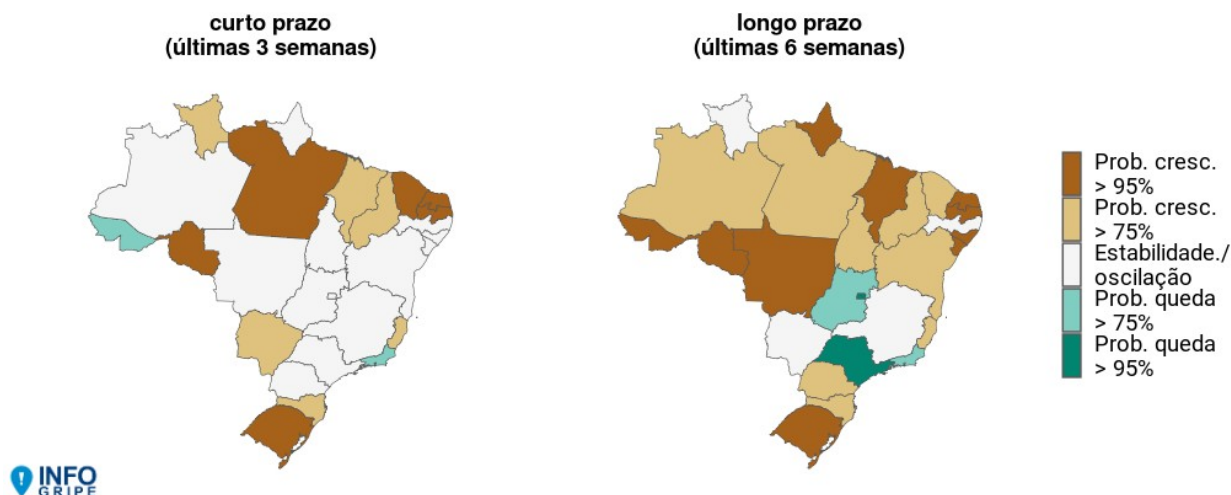 curto prazo
(últimas 3 semanas)
longo prazo
(últimas 6 semanas)
Prob. cresc.
> 95%
Prob. cresc.
> 75%
Estabilidade./
oscilação
Prob. queda
> 75%
Prob. queda
> 95%
INFO
GRIPE